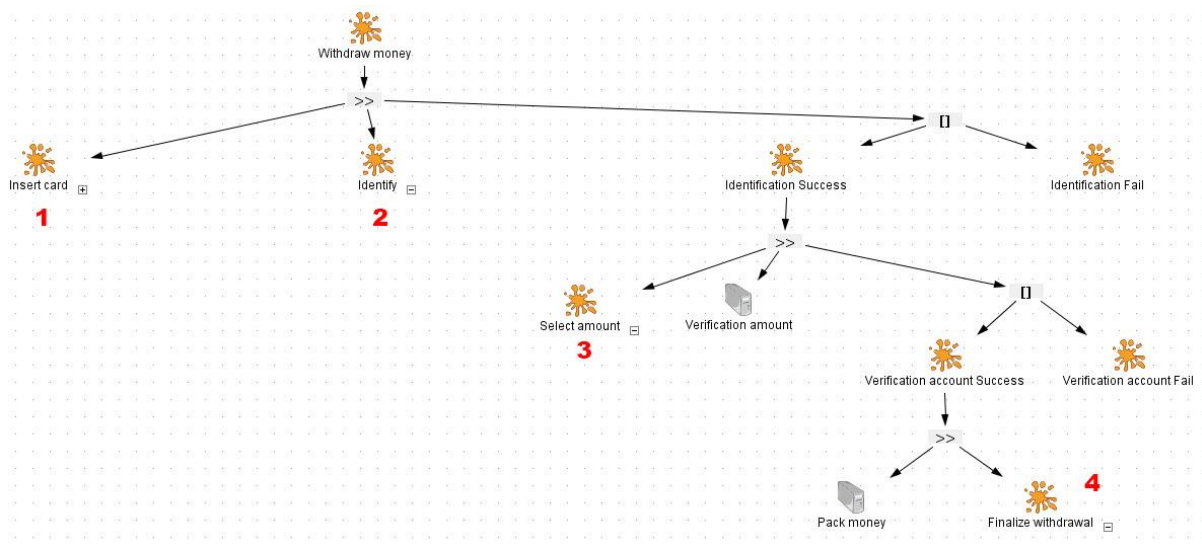 Withdraw money
>>
[]
Insert card
Identify
Identification Success
Identification Fail
1
2
>>
[]
Select amount
Verification amount
3
Verification account Success
Verification account Fail
>>
4
Pack money
Finalize withdrawal